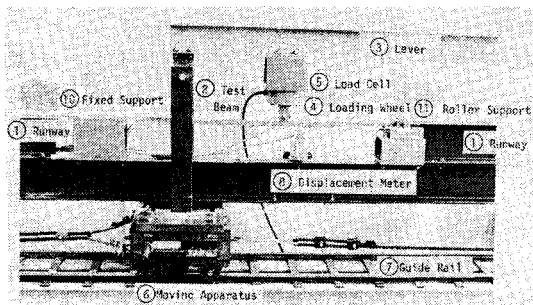 ③ Lever
② Test
Beam
⑤ Load Cell
⑩ Fixed Support
④ Loading Wheel
⑪ Roller Support
① Runway
① Runway
⑧ Displacement Meter
⑦ Guide Rail
⑥ Moving Apparatus